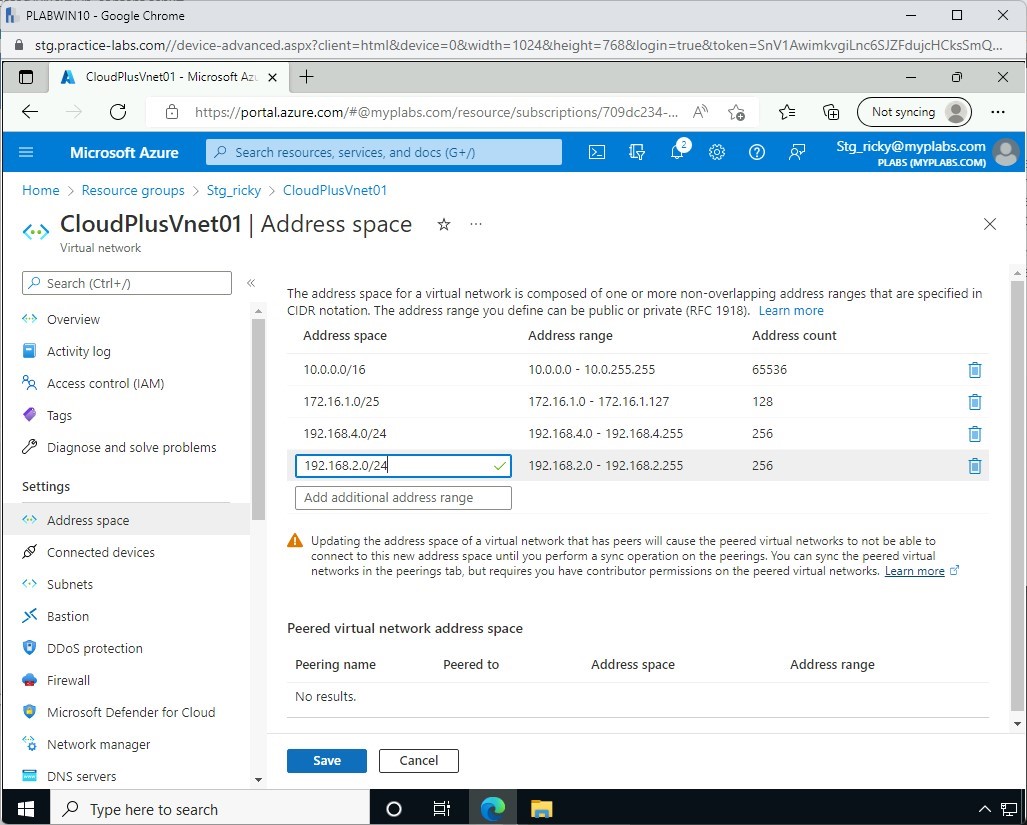 PLABWIN10 - Google Chrome
stg.practice-labs.com//device-advanced.aspx?client=html&device=0&width=1024&height=768&login=true&token=SnV1AwimkvgiLnc6SJZFdujcHCksSmQ...
CloudPlusVnet01 - Microsoft Azu
https://portal.azure.com/#@myplabs.com/resource/subscriptions/709dc234-...
Not syncing
Microsoft Azure
Search resources, services, and docs (G+/)
2
Stg_ricky@myplabs.com
PLABS (MYPLABS.COM)
Home > Resource groups > Stg_ricky > CloudPlusVnet01
CloudPlusVnet01 | Address space
Virtual network
Search (Ctrl+/)
Overview
Activity log
Access control (IAM)
Tags
Diagnose and solve problems
Settings
Address space
Connected devices
Subnets
Bastion
DDoS protection
Firewall
Microsoft Defender for Cloud
Network manager
DNS servers
The address space for a virtual network is composed of one or more non-overlapping address ranges that are specified in
CIDR notation. The address range you define can be public or private (RFC 1918). Learn more
Address space Address range Address count
10.0.0.0/16 10.0.0.0 - 10.0.255.255 65536
172.16.1.0/25 172.16.1.0 - 172.16.1.127 128
192.168.4.0/24 192.168.4.0 - 192.168.4.255 256
192.168.2.0/24 192.168.2.0 - 192.168.2.255 256
Add additional address range
Updating the address space of a virtual network that has peers will cause the peered virtual networks to not be able to
connect to this new address space until you perform a sync operation on the peerings. You can sync the peered virtual
networks in the peerings tab, but requires you have contributor permissions on the peered virtual networks. Learn more
Peered virtual network address space
Peering name Peered to Address space Address range
No results.
Save Cancel
Type here to search